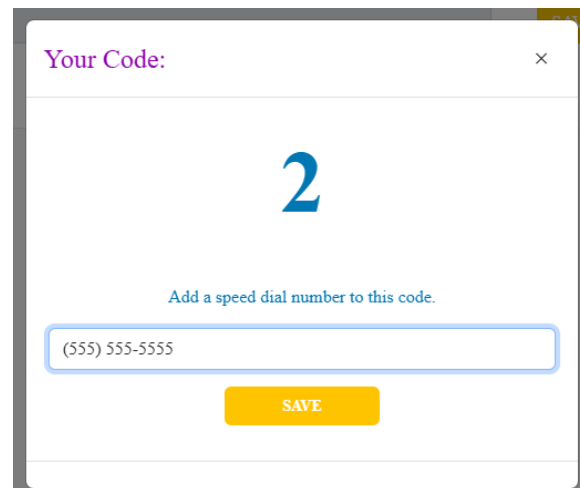 Your Code:
×
2
Add a speed dial number to this code.
(555) 555-5555
SAVE